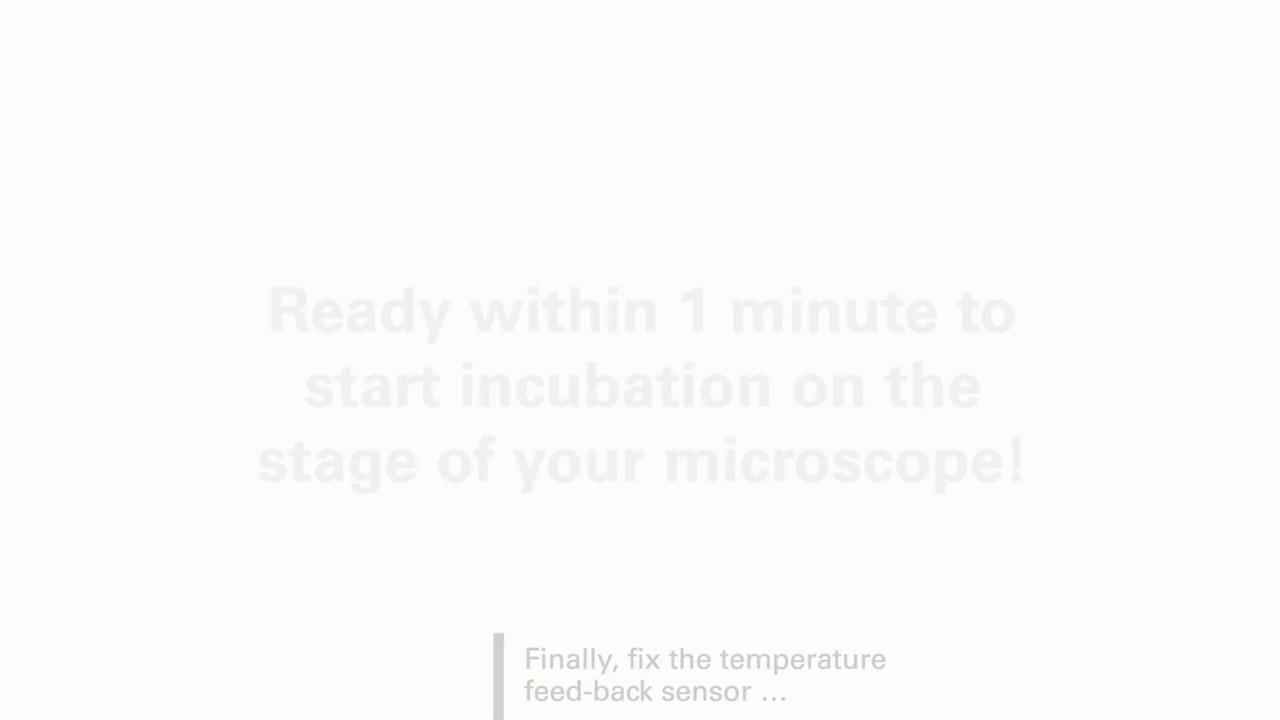 Ready within 1 minute to
start incubation on the
stage of your microscope!
Finally, fix the temperature
feed-back sensor ...